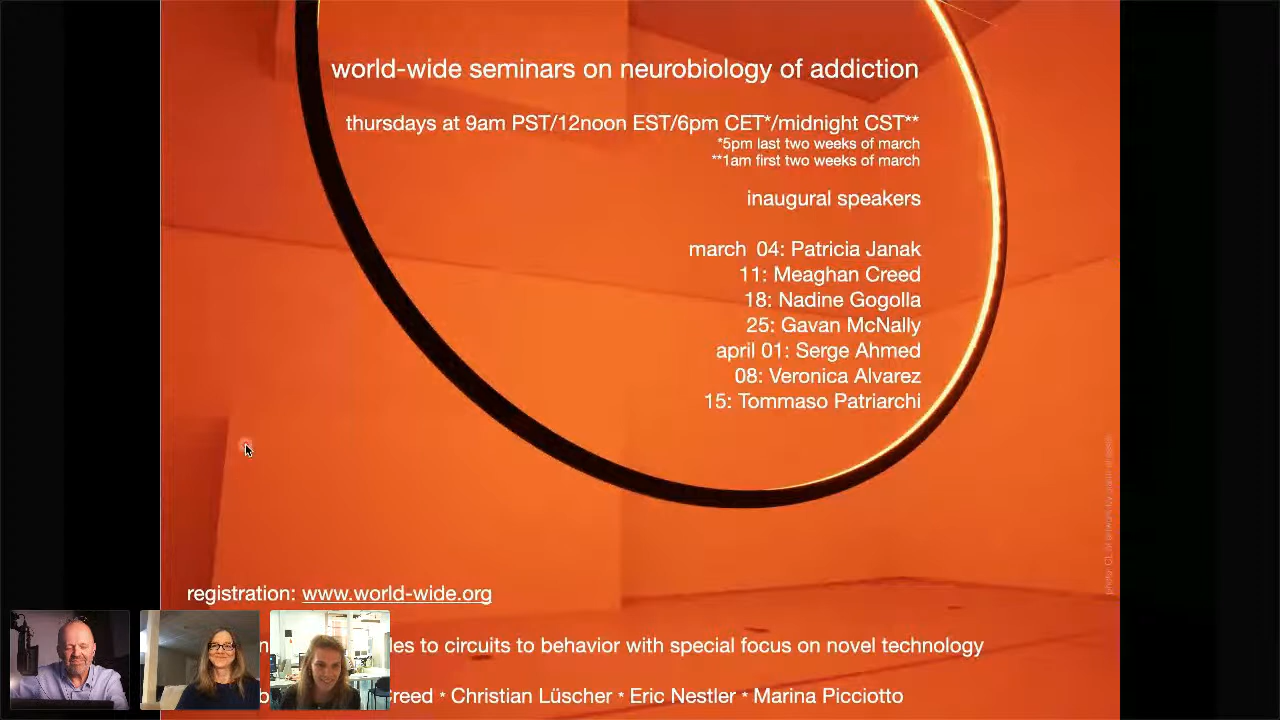 world-wide seminars on neurobiology of addiction
thursdays at 9am PST/12noon EST/6pm CET*/midnight CST**
*5pm last two weeks of march
**1am first two weeks of march
inaugural speakers
march 04: Patricia Janak
11: Meaghan Creed
18: Nadine Gogolla
25: Gavan McNally
april 01: Serge Ahmed
08: Veronica Alvarez
15: Tommaso Patriarchi
registration: www.world-wide.org
les to circuits to behavior with special focus on novel technology
reed * Christian Lüscher * Eric Nestler * Marina Picciotto